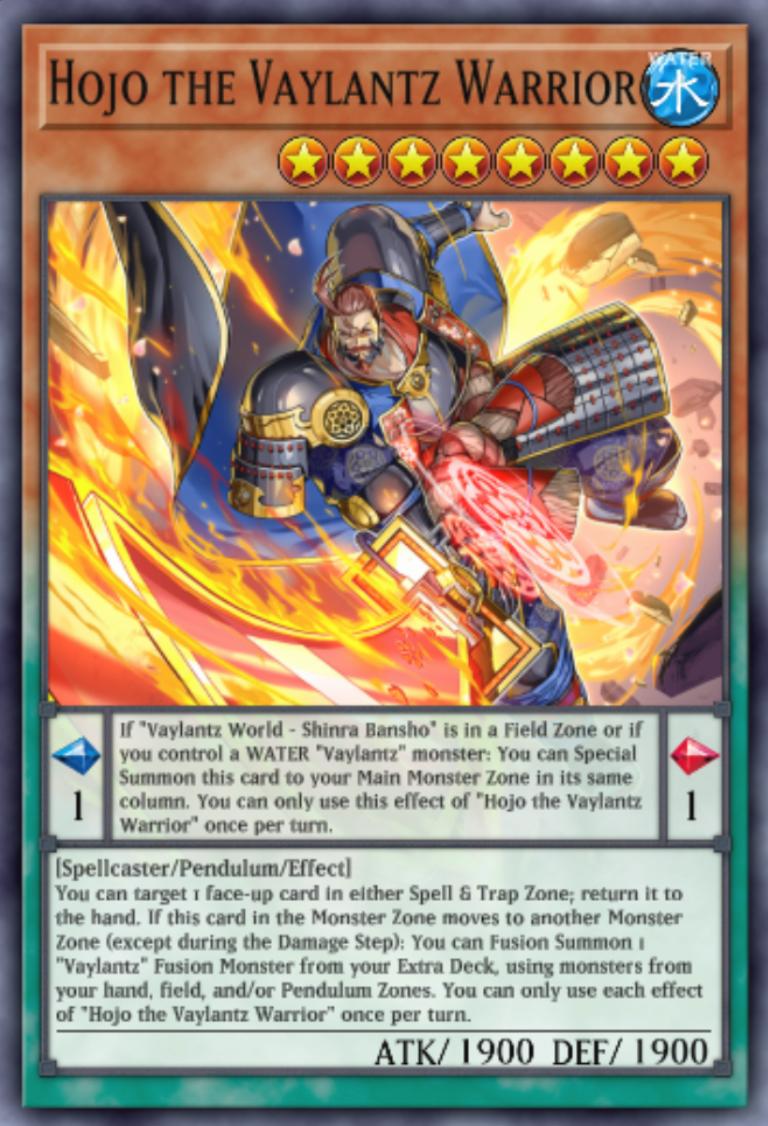 Hojo the Vaylantz Warrior
WATER
水
If "Vaylantz World - Shinra Bansho" is in a Field Zone or if
you control a WATER "Vaylantz" monster: You can Special
Summon this card to your Main Monster Zone in its same
column. You can only use this effect of "Hojo the Vaylantz
Warrior" once per turn.
1
1
[Spellcaster/Pendulum/Effect]
You can target 1 face-up card in either Spell & Trap Zone; return it to
the hand. If this card in the Monster Zone moves to another Monster
Zone (except during the Damage Step): You can Fusion Summon 1
"Vaylantz" Fusion Monster from your Extra Deck, using monsters from
your hand, field, and/or Pendulum Zones. You can only use each effect
of "Hojo the Vaylantz Warrior" once per turn.
ATK/ 1900 DEF/ 1900